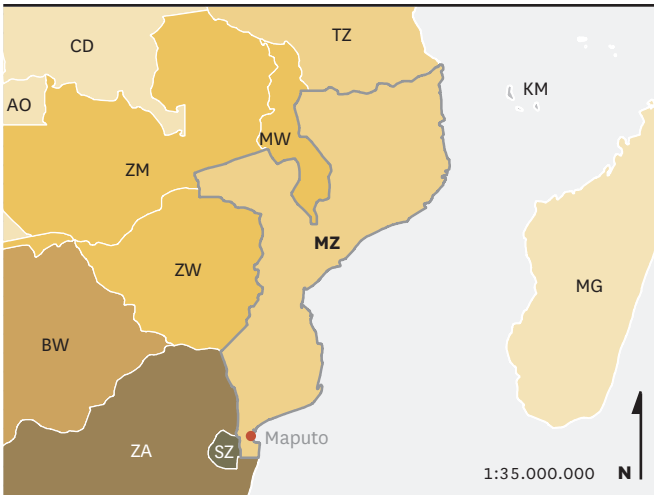 CD
TZ
AO
KM
MW
ZM
MZ
ZW
MG
BW
Maputo
ZA
SZ
1:35.000.000
N